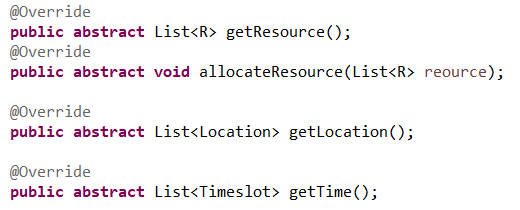 @Override
public abstract List<R> getResource();
@Override
public abstract void allocateResource(List<R> reource);
@Override
public abstract List<Location> getLocation();
@Override
public abstract List<Timeslot> getTime();